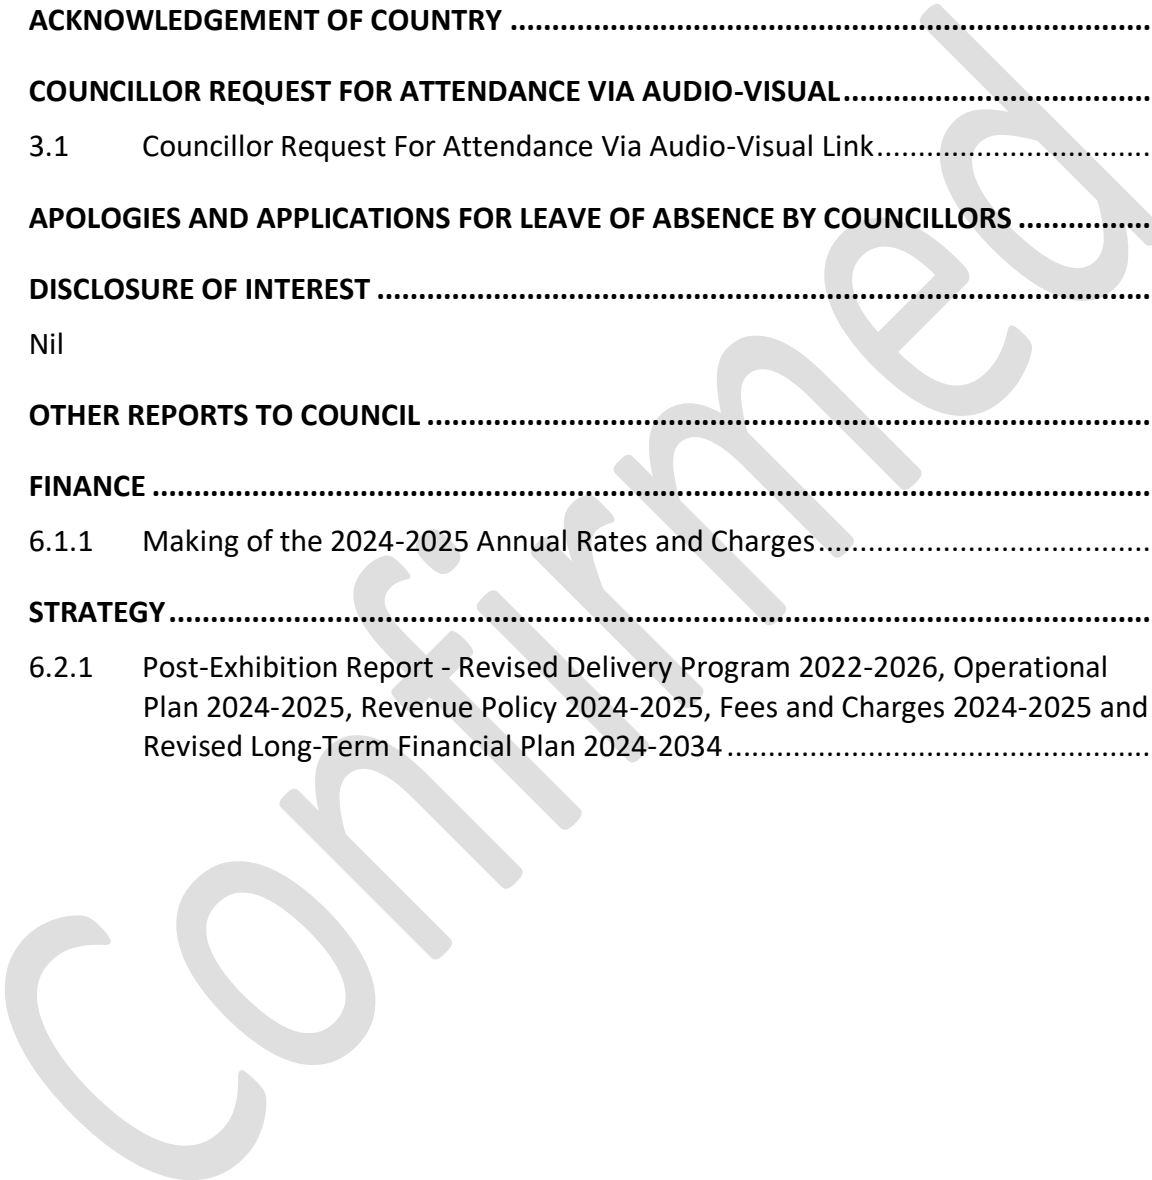 ACKNOWLEDGEMENT OF COUNTRY ..............................................................................
COUNCILLOR REQUEST FOR ATTENDANCE VIA AUDIO-VISUAL.....................................
3.1 Councillor Request For Attendance Via Audio-Visual Link..................................
APOLOGIES AND APPLICATIONS FOR LEAVE OF ABSENCE BY COUNCILLORS ................
DISCLOSURE OF INTEREST ..............................................................................................
Nil
OTHER REPORTS TO COUNCIL ........................................................................................
FINANCE .........................................................................................................................
6.1.1 Making of the 2024-2025 Annual Rates and Charges.........................................
STRATEGY.......................................................................................................................
6.2.1 Post-Exhibition Report - Revised Delivery Program 2022-2026, Operational
Plan 2024-2025, Revenue Policy 2024-2025, Fees and Charges 2024-2025 and
Revised Long-Term Financial Plan 2024-2034 ....................................................
Confirmed